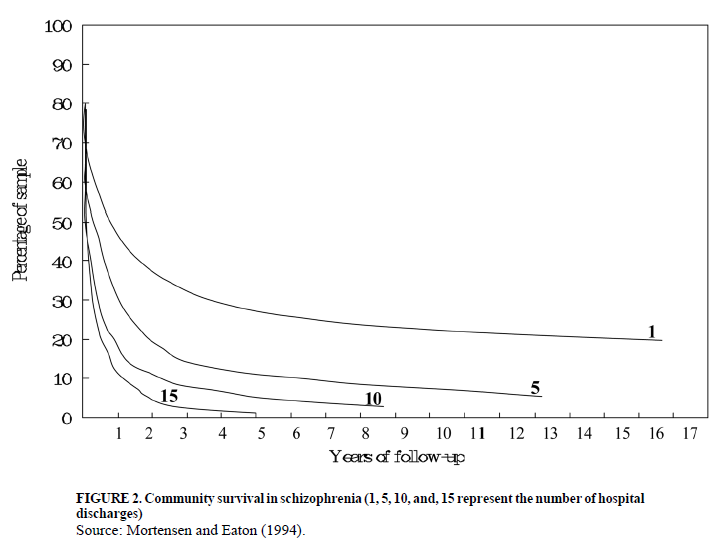 100
90
80
70
60
50
40
30
20
10
0
Percentage of sample
1
5
10
15
1 2 3 4 5 6 7 8 9 10 11 12 13 14 15 16 17
Years of follow-up
FIGURE 2. Community survival in schizophrenia (1, 5, 10, and, 15 represent the number of hospital
discharges)
Source: Mortensen and Eaton (1994).